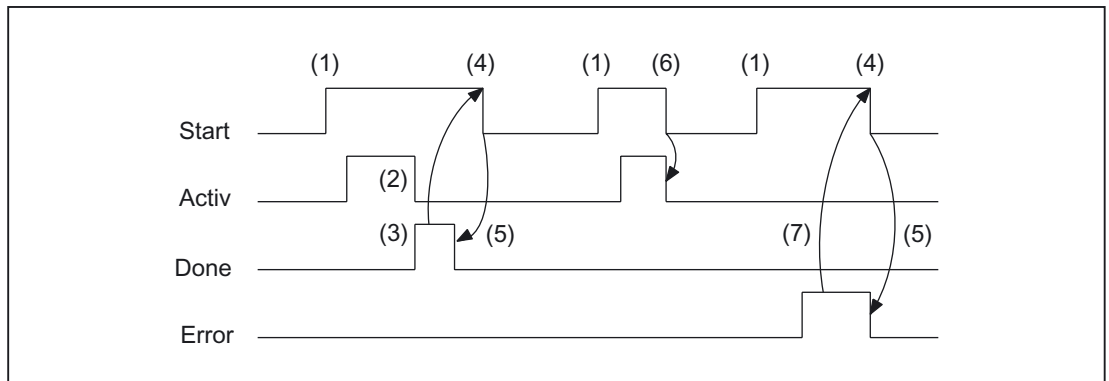 (1) (4) (1) (6) (1) (4)
Start
(2)
Activ
(3) (5) (7) (5)
Done
Error